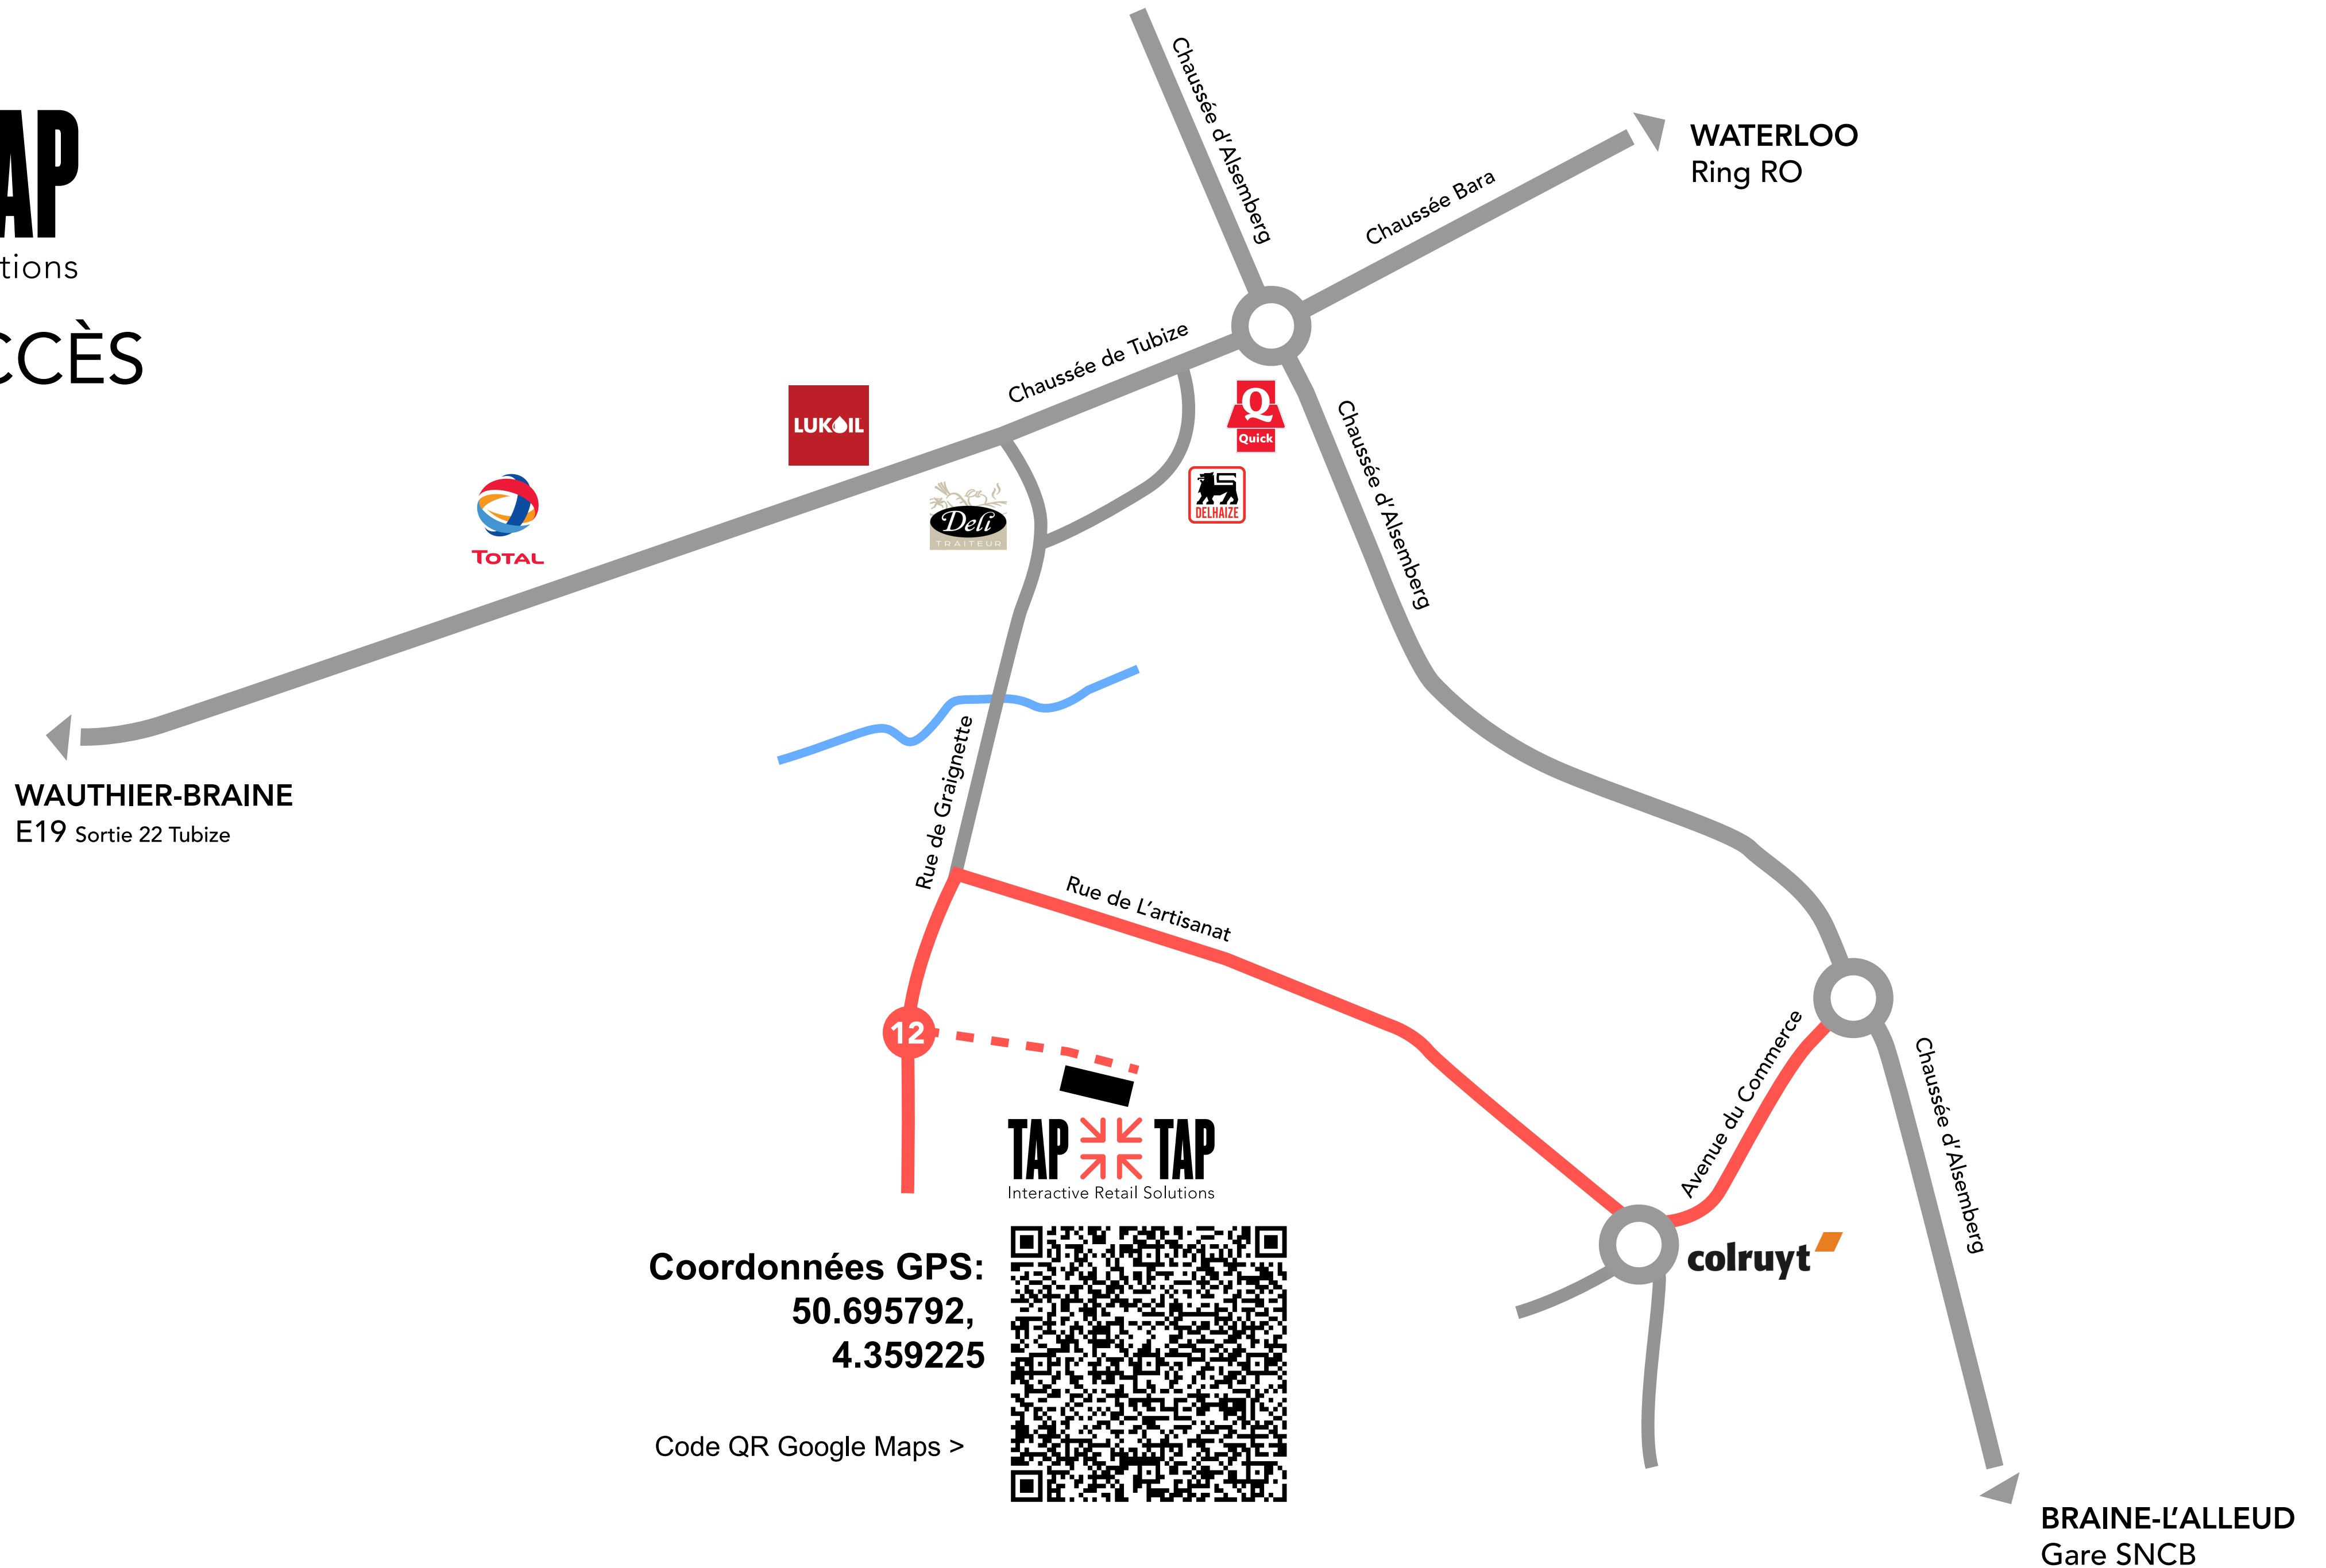 AP
tions
CCÈS
Chaussée d'Alsemberg
WATERLOO
Ring RO
Chaussée Bara
Chaussée de Tubize
LUKOIL
Q
Quick
Chaussée d'Alsemberg
TOTAL
Deli
TRAITEUR
DELHAIZE
WAUTHIER-BRAINE
E19 Sortie 22 Tubize
Rue de Graignette
Rue de L'artisanat
12
Avenue du Commerce
Chaussée d'Alsemberg
TAP TAP
Interactive Retail Solutions
colruyt
Coordonnées GPS:
50.695792,
4.359225
Code QR Google Maps >
BRAINE-L'ALLEUD
Gare SNCB